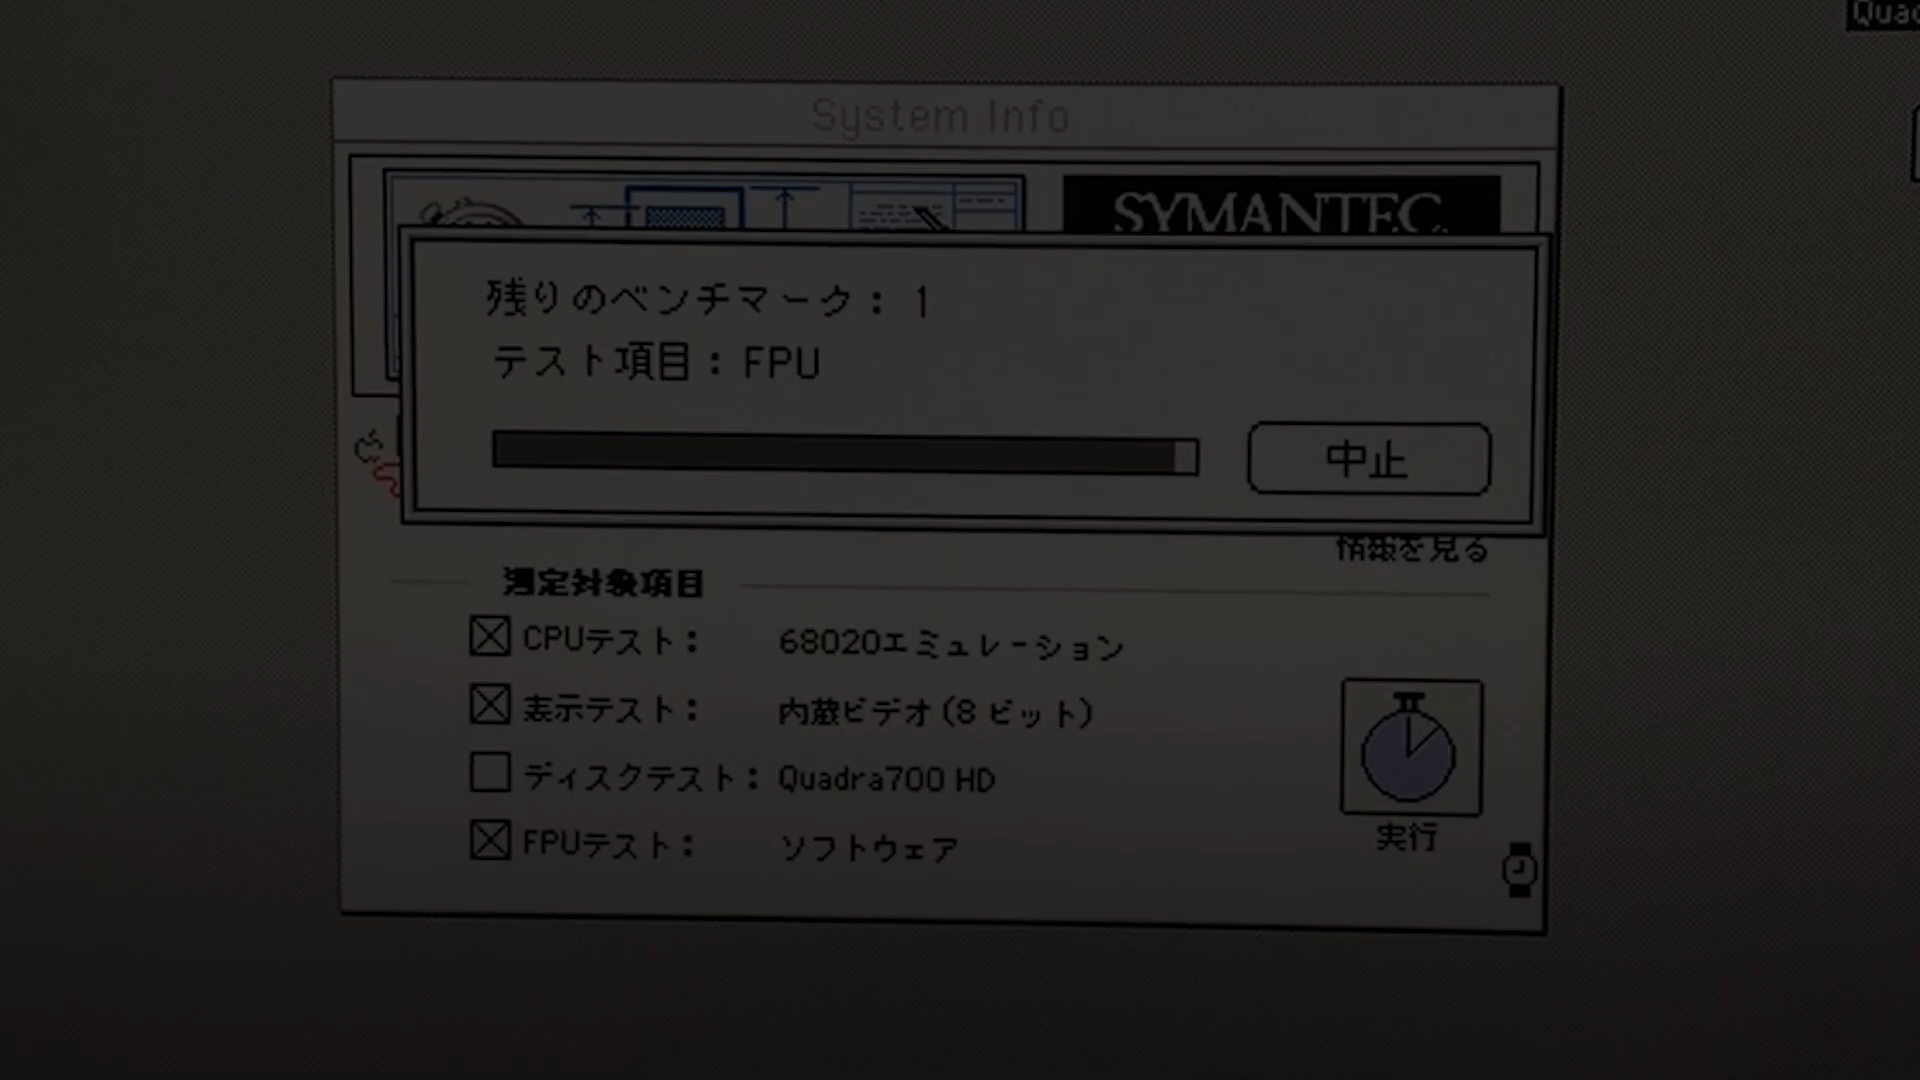 Quad
System Info
SYMANTEC.
残りのベンチマーク： 1
テスト項目：FPU
中止
情報を見る
測定対象項目
CPUテスト： 68020エミュレーション
表示テスト： 内蔵ビデオ(8 ビット)
ディスクテスト： Quadra700 HD
FPUテスト： ソフトウェア
実行